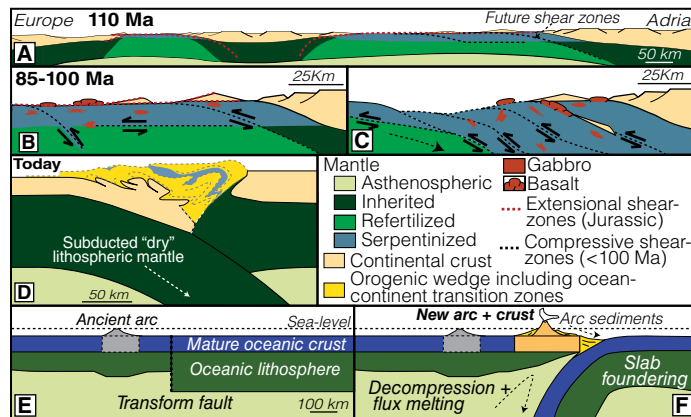 Europe 110 Ma Future shear zones Adria
A 50 km
85-100 Ma 25Km 25Km
B C
Today
Subducted “dry”
lithospheric mantle
D 50 km
Mantle
Asthenospheric
Inherited
Refertilized
Serpentinized
Continental crust
Orogenic wedge including ocean-
continent transition zones
Gabbro
Basalt
Extensional shear-
zones (Jurassic)
Compressive shear-
zones (<100 Ma)
Ancient arc Sea-level
Mature oceanic crust
Oceanic lithosphere
Transform fault
E 100 km
New arc + crust Arc sediments
Slab
foundering
Decompression +
flux melting
F